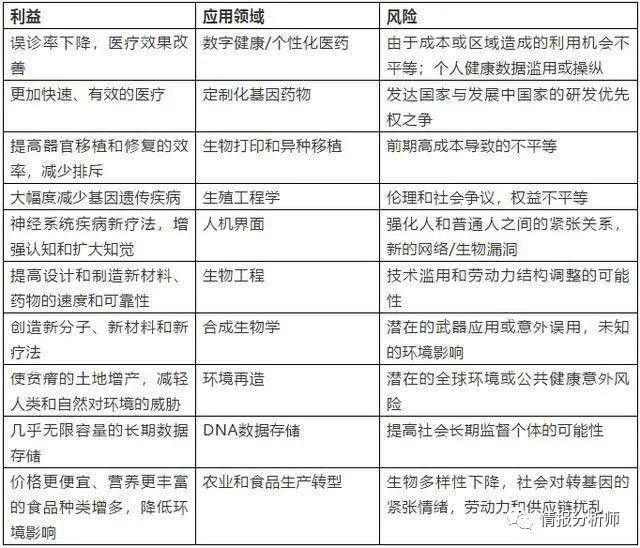 利益 应用领域 风险
误诊率下降，医疗效果改 数字健康/个性化医药 由于成本或区域造成的利用机会不
善 平等；个人健康数据滥用或操纵
更加快速、有效的医疗 定制化基因药物 发达国家与发展中国家的研发优先
权之争
提高器官移植和修复的效 生物打印和异种移植 前期高成本导致的不平等
率，减少排斥
大幅度减少基因遗传疾病 生殖工程学 伦理和社会争议，权益不平等
神经系统疾病新疗法，增 人机界面 强化人和普通人之间的紧张关系，
强认知和扩大知觉 新的网络/生物漏洞
提高设计和制造新材料、 生物工程 技术滥用和劳动力结构调整的可能
药物的速度和可靠性 性
创造新分子、新材料和新 合成生物学 潜在的武器应用或意外误用，未知
疗法 的环境影响
使贫瘠的土地增产，减轻 环境再造 潜在的全球环境或公共健康意外风
人类和自然对环境的威胁 险
几乎无限容量的长期数据 DNA数据存储 提高社会长期监督个体的可能性
存储
价格更便宜、营养更丰富 农业和食品生产转型 生物多样性下降，社会对转基因的
的食品种类增多，降低环 紧张情绪，劳动力和供应链扰乱
境影响
情报分析师